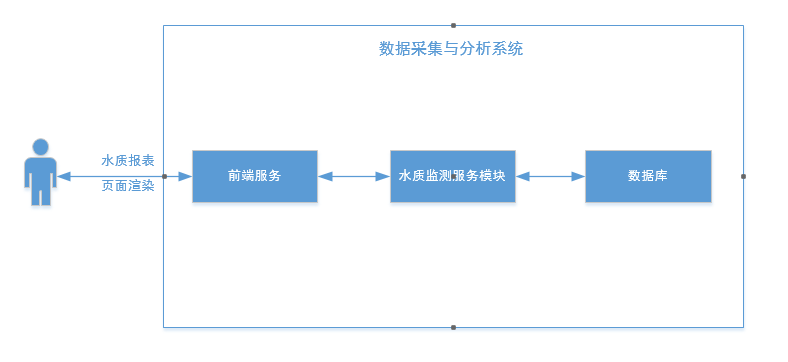 数据采集与分析系统
水质报表
页面渲染
前端服务
水质监测服务模块
数据库